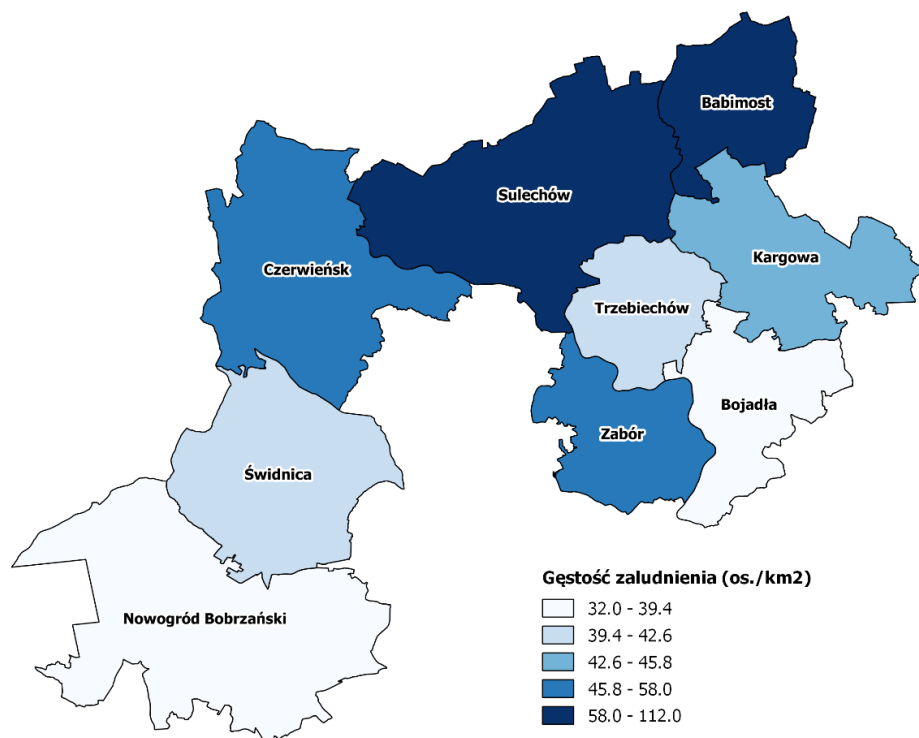 Babimost
Sulechów
Kargowa
Czerwieńsk
Trzebiechów
Bojadła
Zabór
Świdnica
Nowogród Bobrzański
Gęstość zaludnienia (os./km2)
32.0 - 39.4
39.4 - 42.6
42.6 - 45.8
45.8 - 58.0
58.0 - 112.0